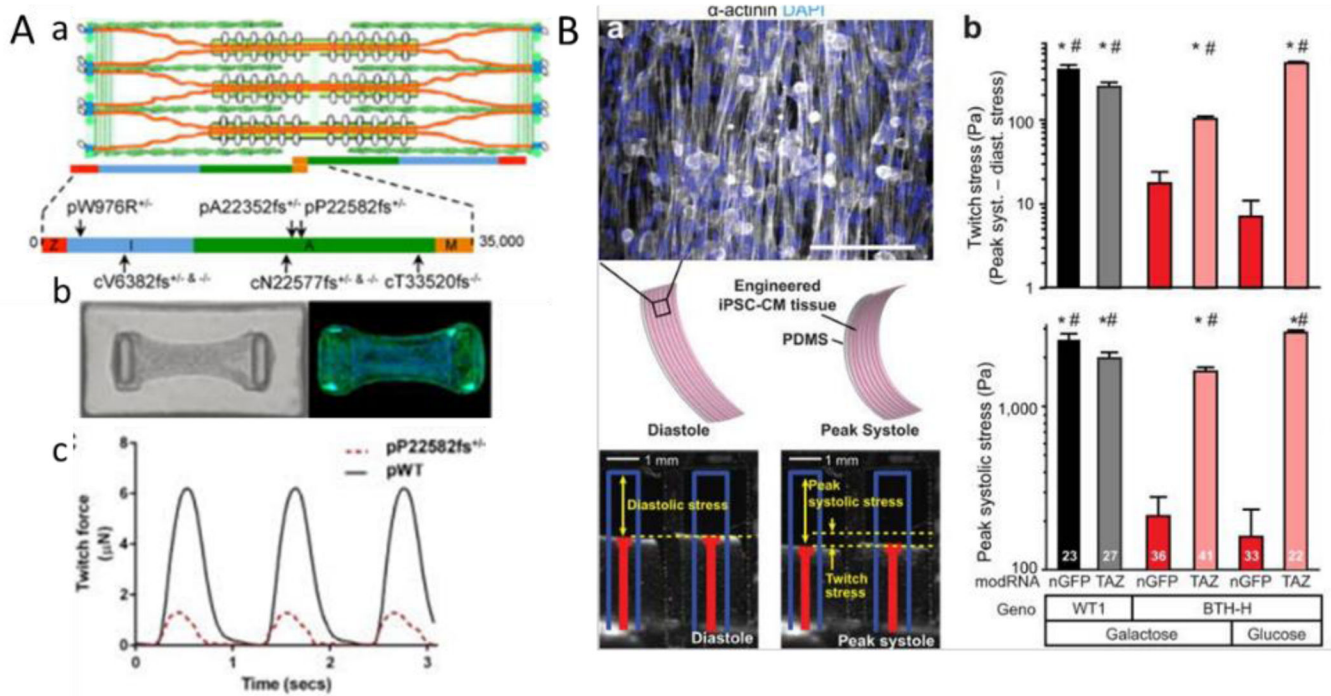 A
a
pW976R+/-
pA22352fs+/-
pP22582fs+/-
0
Z
I
A
M
35,000
cV6382fs+/- & -/-
cN22577fs+/- & -/-
cT33520fs-/-
b
c
8
6
4
2
0
Twitch force
(μN)
pP22582fs+/-
pWT
0
1
2
3
Time (secs)
B
α-actinin DAPI
a
Engineered
iPSC-CM tissue
PDMS
Diastole
Peak Systole
1 mm
Diastolic stress
Diastole
1 mm
Peak
systolic stress
Twitch
stress
Peak systole
b
Twitch stress (Pa)
(Peak syst. – diast. stress)
100
10
1
* #
* #
* #
* #
Peak systolic stress (Pa)
1,000
100
* #
*#
* #
*#
23
27
36
41
33
22
modRNA
nGFP
TAZ
nGFP
TAZ
nGFP
TAZ
Geno
WT1
BTH-H
Galactose
Glucose